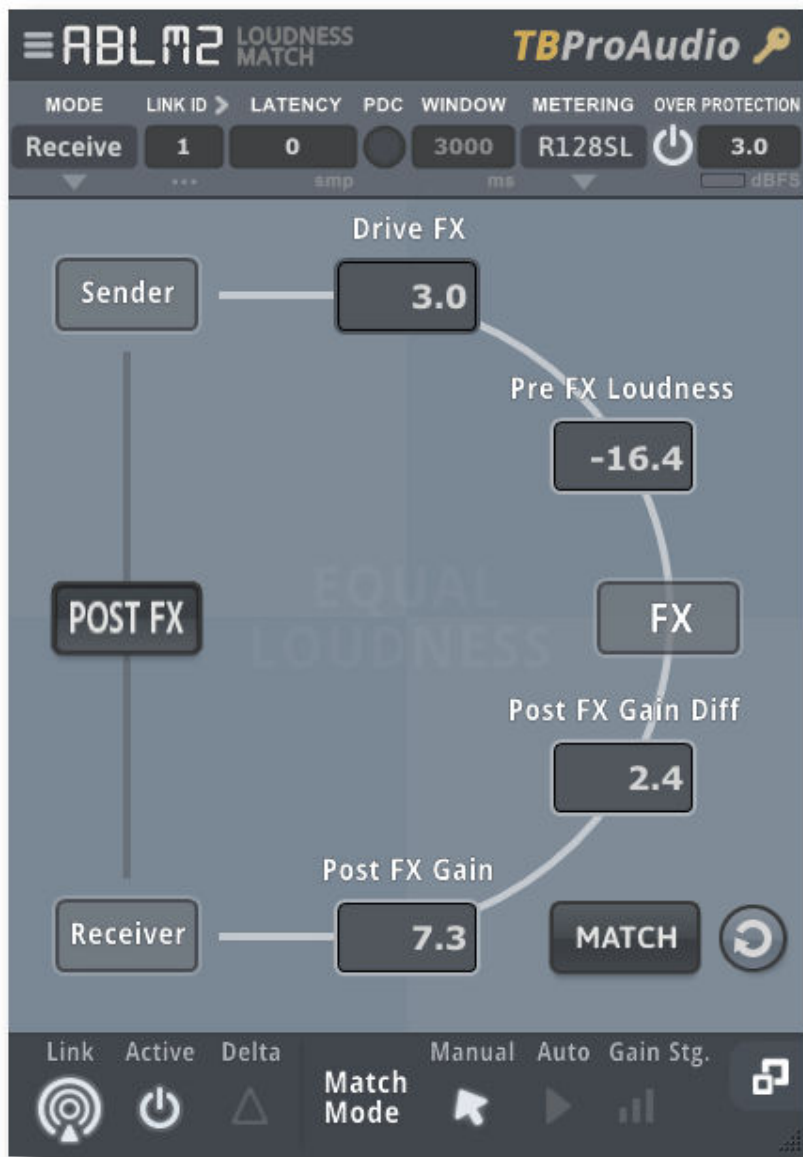 ABLM2 LOUDNESS MATCH TBProAudio
MODE LINK ID > LATENCY PDC WINDOW METERING OVER PROTECTION
Receive 1 0 3000 R128SL 3.0
... smp ms dBFS
Drive FX
Sender 3.0
Pre FX Loudness
-16.4
EQUAL
LOUDNESS
POST FX FX
Post FX Gain Diff
2.4
Post FX Gain
Receiver 7.3 MATCH
Link Active Delta Match Mode Manual Auto Gain Stg.